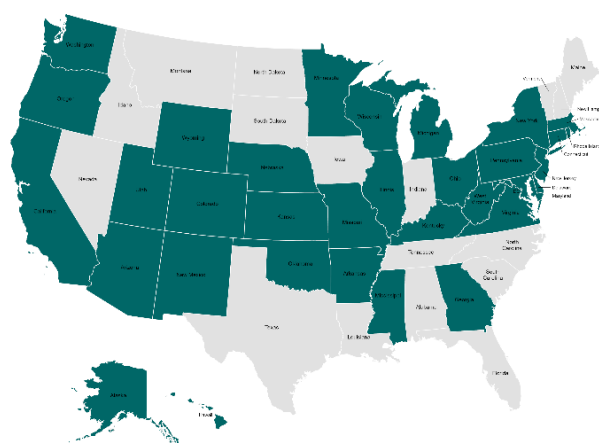 Washington
Montana
North Dakota
Minnesota
Maine
Vermont
New Hamp
Oregon
Idaho
South Dakota
Wisconsin
Michigan
New York
Rhode Island
Connecticut
Wyoming
Iowa
Pennsylvania
New Jersey
Nebraska
Nevada
Utah
Colorado
Illinois
Indiana
Ohio
West
Virginia
Maryland
California
Kansas
Missouri
Kentucky
Virginia
Arizona
New Mexico
Oklahoma
Arkansas
Tennessee
North
Carolina
South
Carolina
Texas
Louisiana
Mississippi
Alabama
Georgia
Florida
Alaska
Hawaii